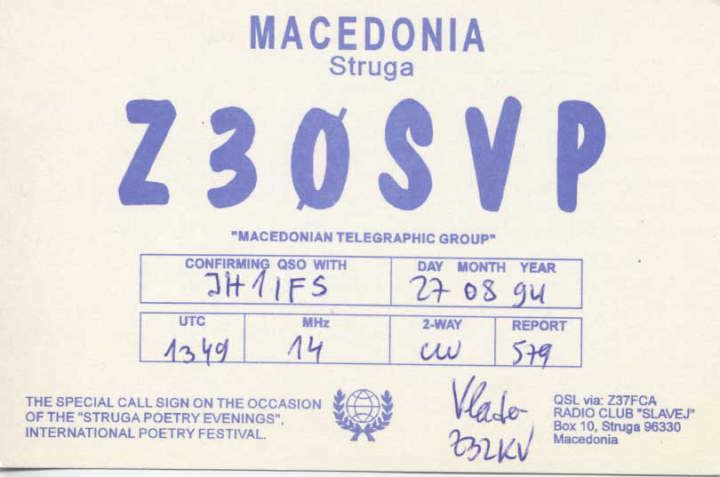 MACEDONIA
Struga
Z3ØSVP
"MACEDONIAN TELEGRAPHIC GROUP"
CONFIRMING QSO WITH DAY MONTH YEAR
JH1IFS 27 08 94
UTC MHz 2-WAY REPORT
1349 14 CW 579
THE SPECIAL CALL SIGN ON THE OCCASION
OF THE "STRUGA POETRY EVENINGS",
INTERNATIONAL POETRY FESTIVAL.
Vlado
Z32KV
QSL via: Z37FCA
RADIO CLUB "SLAVEJ"
Box 10, Struga 96330
Macedonia